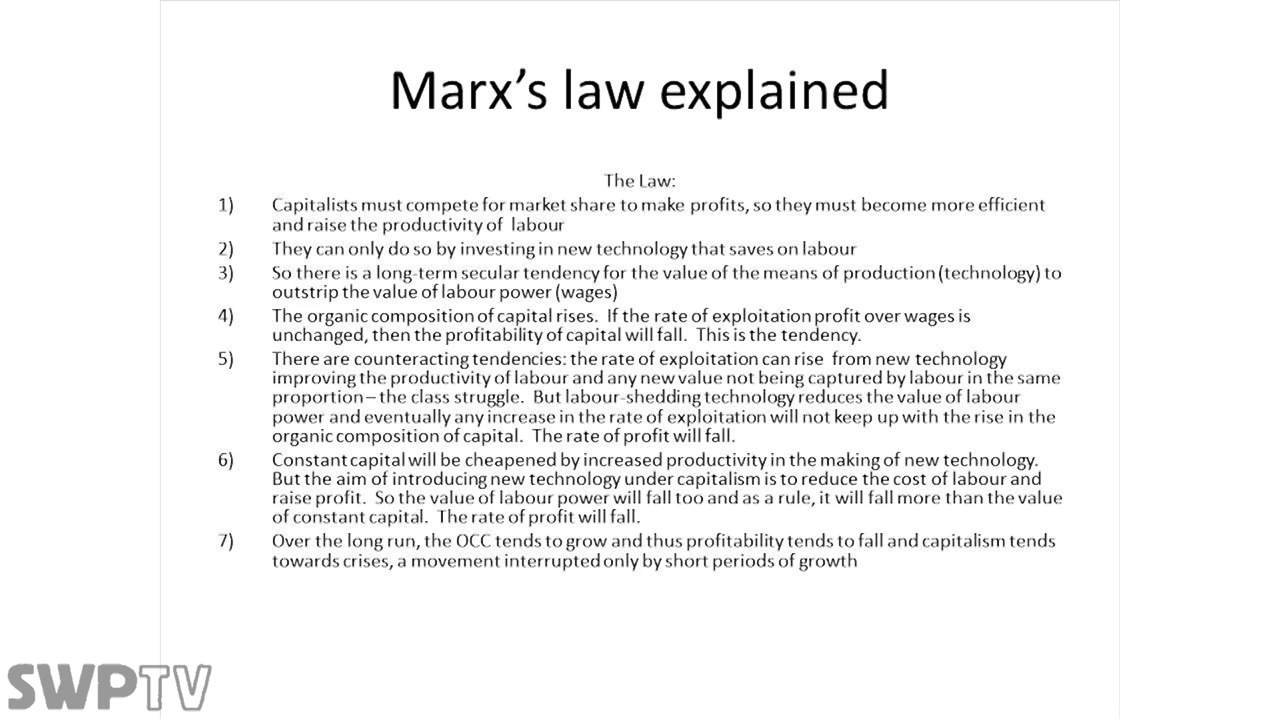 Marx’s law explained
The Law:
1) Capitalists must compete for market share to make profits, so they must become more efficient
and raise the productivity of labour
2) They can only do so by investing in new technology that saves on labour
3) So there is a long-term secular tendency for the value of the means of production (technology) to
outstrip the value of labour power (wages)
4) The organic composition of capital rises. If the rate of exploitation profit over wages is
unchanged, then the profitability of capital will fall. This is the tendency.
5) There are counteracting tendencies: the rate of exploitation can rise from new technology
improving the productivity of labour and any new value not being captured by labour in the same
proportion – the class struggle. But labour-shedding technology reduces the value of labour
power and eventually any increase in the rate of exploitation will not keep up with the rise in the
organic composition of capital. The rate of profit will fall.
6) Constant capital will be cheapened by increased productivity in the making of new technology.
But the aim of introducing new technology under capitalism is to reduce the cost of labour and
raise profit. So the value of labour power will fall too and as a rule, it will fall more than the value
of constant capital. The rate of profit will fall.
7) Over the long run, the OCC tends to grow and thus profitability tends to fall and capitalism tends
towards crises, a movement interrupted only by short periods of growth
SWPTV